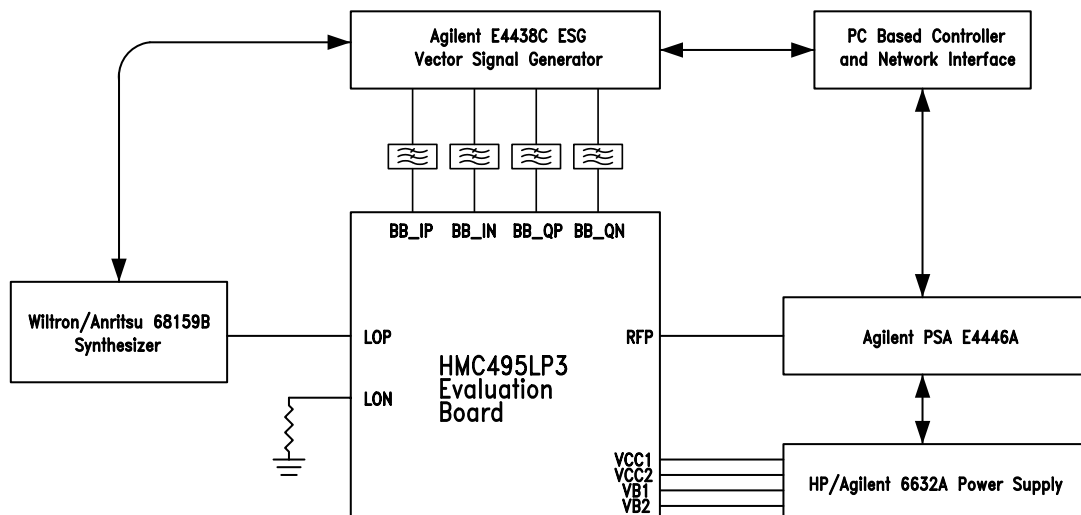 Agilent E4438C ESG
Vector Signal Generator
PC Based Controller
and Network Interface
BB_IP BB_IN BB_QP BB_QN
Wiltron/Anritsu 68159B
Synthesizer
LOP
RFP
Agilent PSA E4446A
HMC495LP3
Evaluation
Board
LON
VCC1
VCC2
VB1
VB2
HP/Agilent 6632A Power Supply